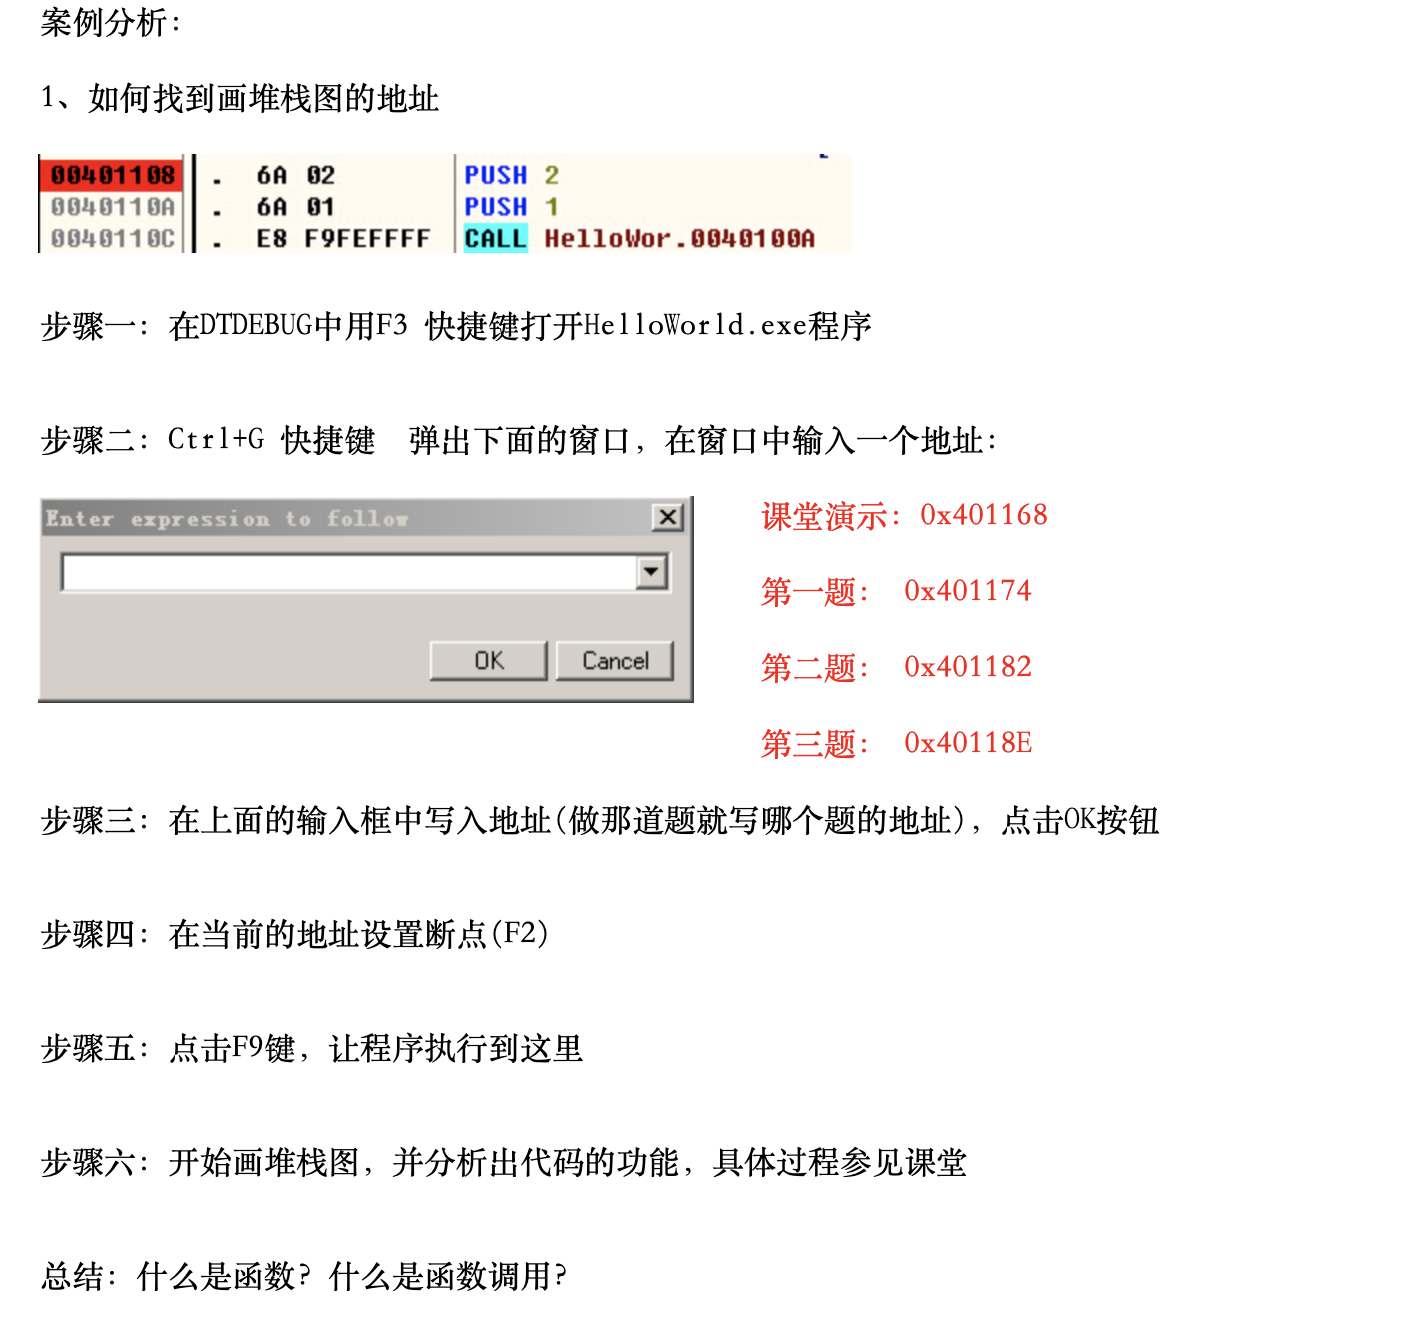 案例分析：
1、如何找到画堆栈图的地址
00401108 . 6A 02 PUSH 2
0040110A . 6A 01 PUSH 1
0040110C . E8 F9FEFFFF CALL HelloWor.0040100A
步骤一：在DTDEBUG中用F3 快捷键打开HelloWorld.exe程序
步骤二：Ctrl+G 快捷键 弹出下面的窗口，在窗口中输入一个地址：
Enter expression to follow
OK Cancel
课堂演示：0x401168
第一题： 0x401174
第二题： 0x401182
第三题： 0x40118E
步骤三：在上面的输入框中写入地址(做那道题就写哪个题的地址)，点击OK按钮
步骤四：在当前的地址设置断点(F2)
步骤五：点击F9键，让程序执行到这里
步骤六：开始画堆栈图，并分析出代码的功能，具体过程参见课堂
总结：什么是函数？什么是函数调用？